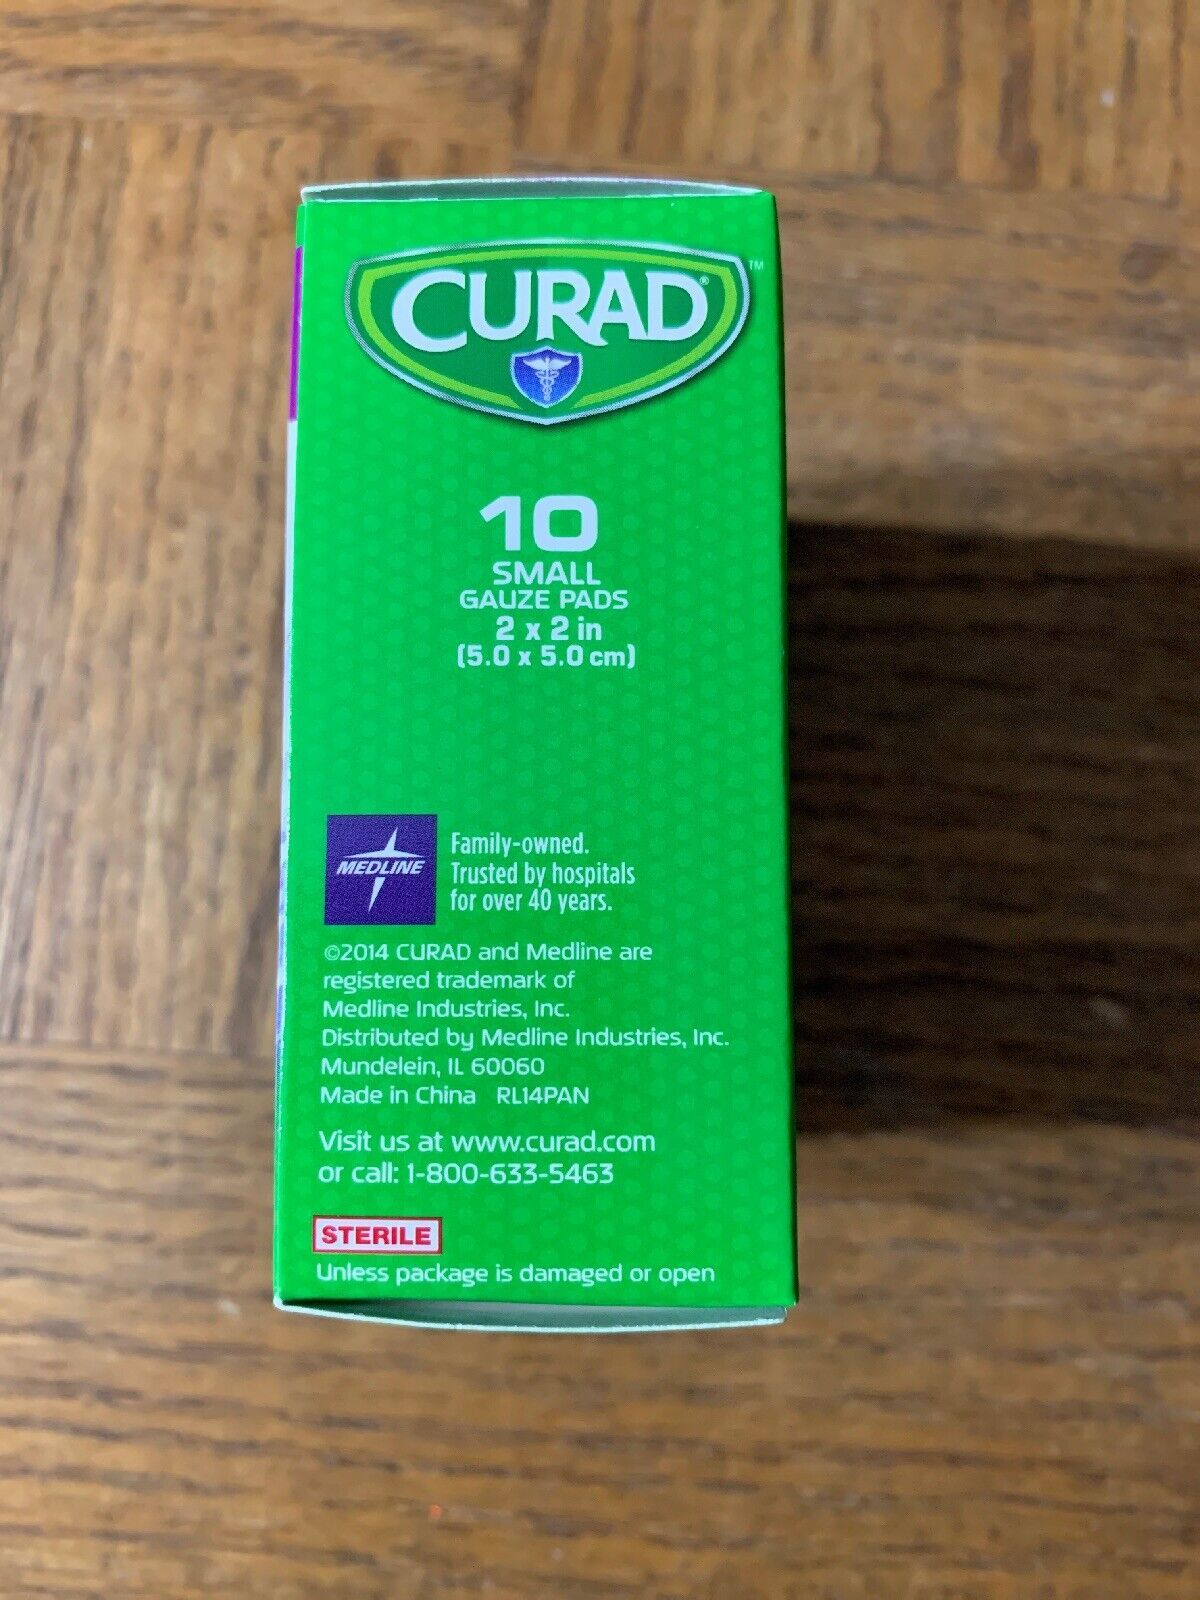 CURAD® ™
10
SMALL
GAUZE PADS
2 x 2 in
(5.0 x 5.0 cm)
MEDLINE
Family-owned.
Trusted by hospitals
for over 40 years.
©2014 CURAD and Medline are
registered trademark of
Medline Industries, Inc.
Distributed by Medline Industries, Inc.
Mundelein, IL 60060
Made in China RL14PAN
Visit us at www.curad.com
or call: 1-800-633-5463
STERILE
Unless package is damaged or open